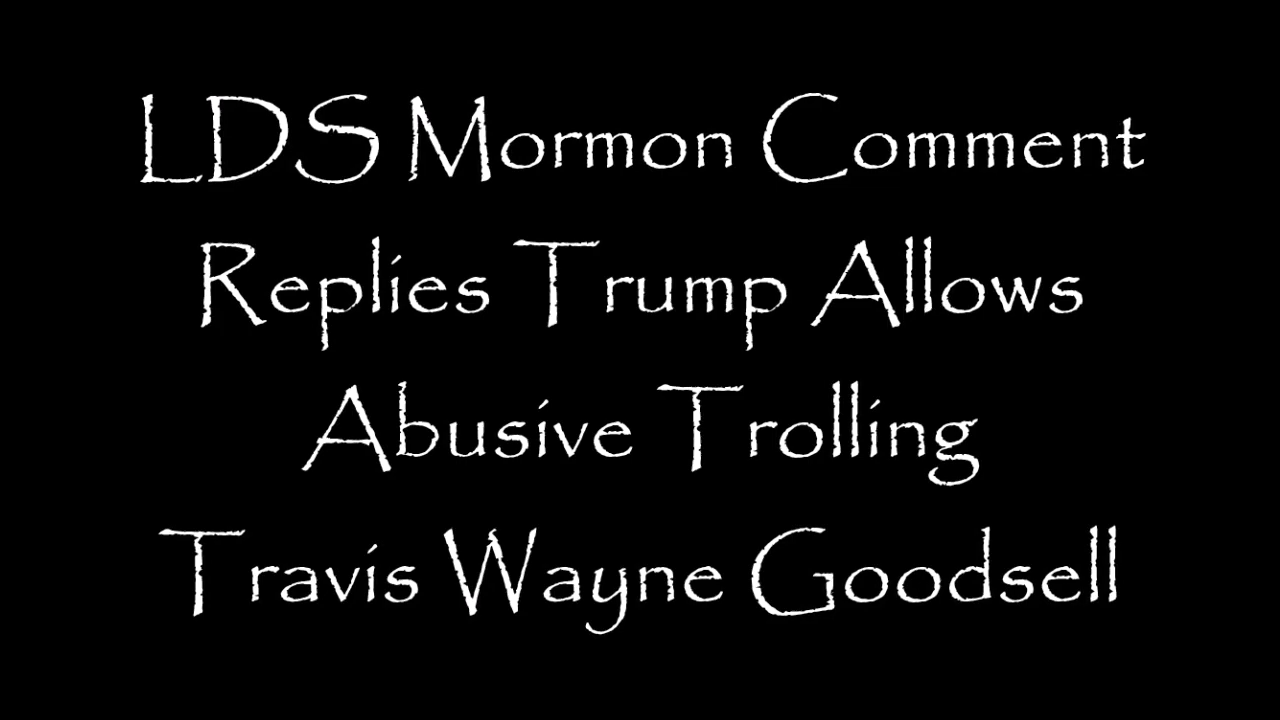 LDS Mormon Comment
Replies Trump Allows
Abusive Trolling
Travis Wayne Goodsell